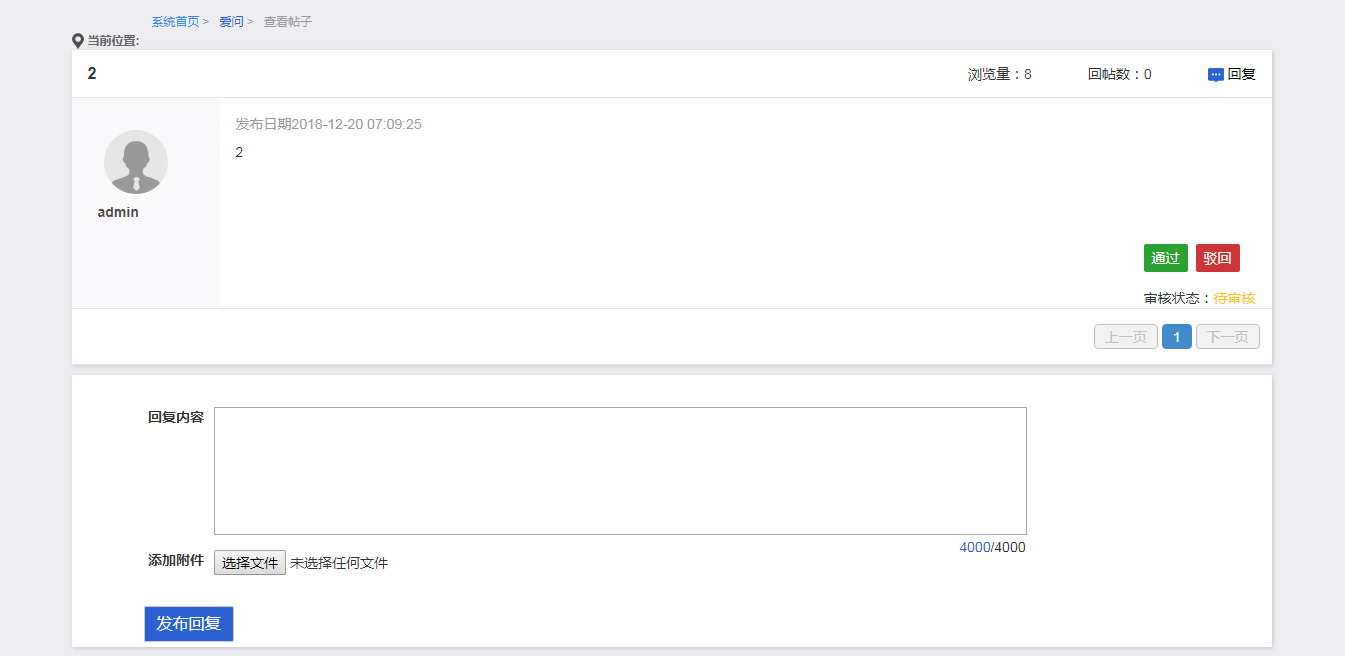 系统首页 > 爱问 > 查看帖子
当前位置:
2 浏览量：8 回帖数：0 回复
发布日期2018-12-20 07:09:25
2
admin
通过 驳回
审核状态：待审核
上一页 1 下一页
回复内容
4000/4000
添加附件 选择文件 未选择任何文件
发布回复